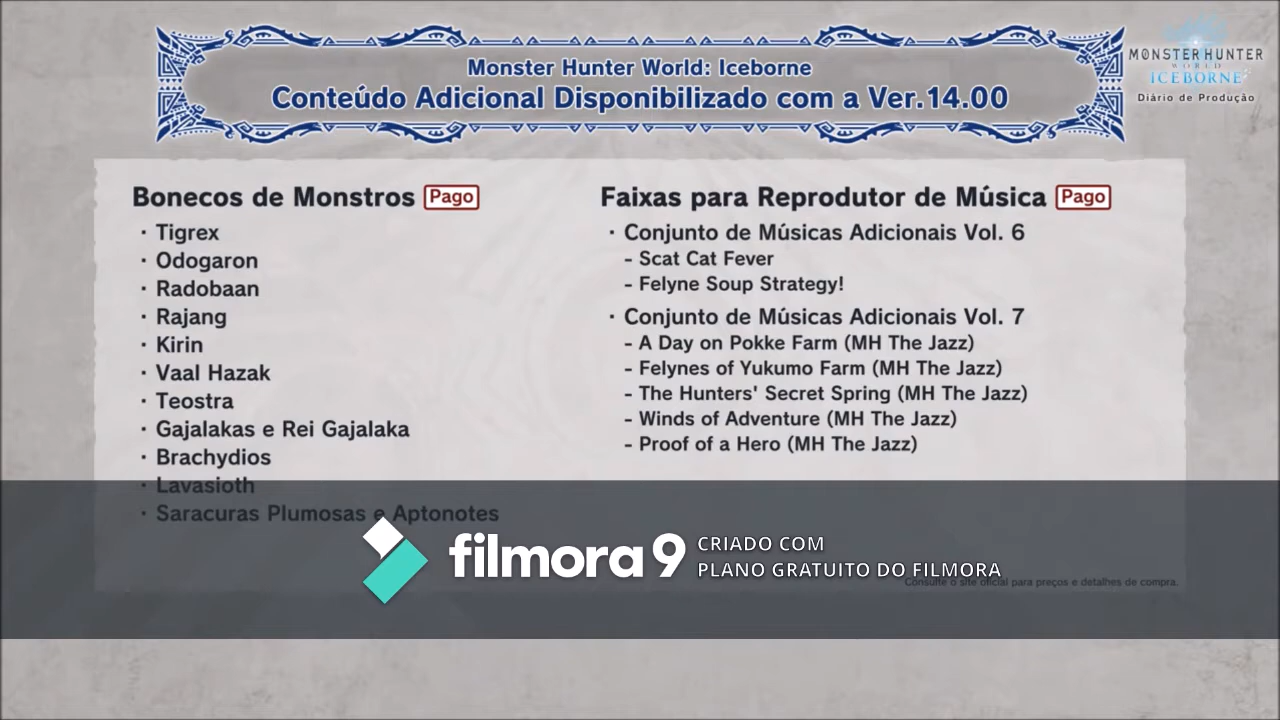 Monster Hunter World: Iceborne
Conteúdo Adicional Disponibilizado com a Ver.14.00
MONSTER HUNTER
WORLD
ICEBORNE
Diário de Produção
Bonecos de Monstros Pago
· Tigrex
· Odogaron
· Radobaan
· Rajang
· Kirin
· Vaal Hazak
· Teostra
· Gajalakas e Rei Gajalaka
· Brachydios
· Lavasioth
· Saracuras Plumosas e Aptonotes
Faixas para Reprodutor de Música Pago
· Conjunto de Músicas Adicionais Vol. 6
- Scat Cat Fever
- Felyne Soup Strategy!
· Conjunto de Músicas Adicionais Vol. 7
- A Day on Pokke Farm (MH The Jazz)
- Felynes of Yukumo Farm (MH The Jazz)
- The Hunters' Secret Spring (MH The Jazz)
- Winds of Adventure (MH The Jazz)
- Proof of a Hero (MH The Jazz)
filmora 9
CRIADO COM
PLANO GRATUITO DO FILMORA
Consulte o site oficial para preços e detalhes de compra.